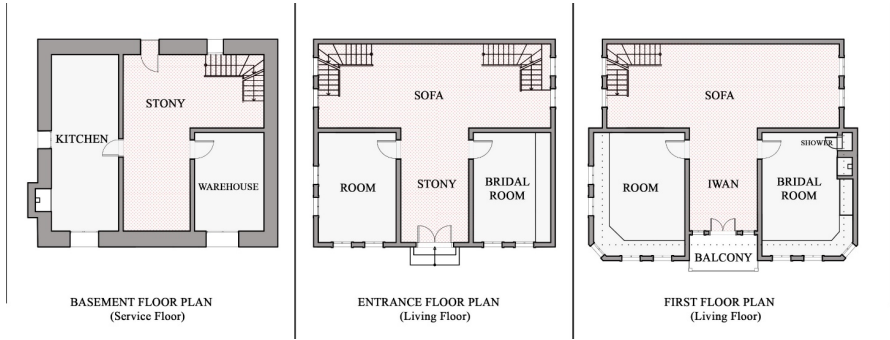 STONY
KITCHEN
WAREHOUSE
BASEMENT FLOOR PLAN
(Service Floor)
SOFA
ROOM
STONY
BRIDAL
ROOM
ENTRANCE FLOOR PLAN
(Living Floor)
SOFA
SHOWER
ROOM
IWAN
BRIDAL
ROOM
BALCONY
FIRST FLOOR PLAN
(Living Floor)